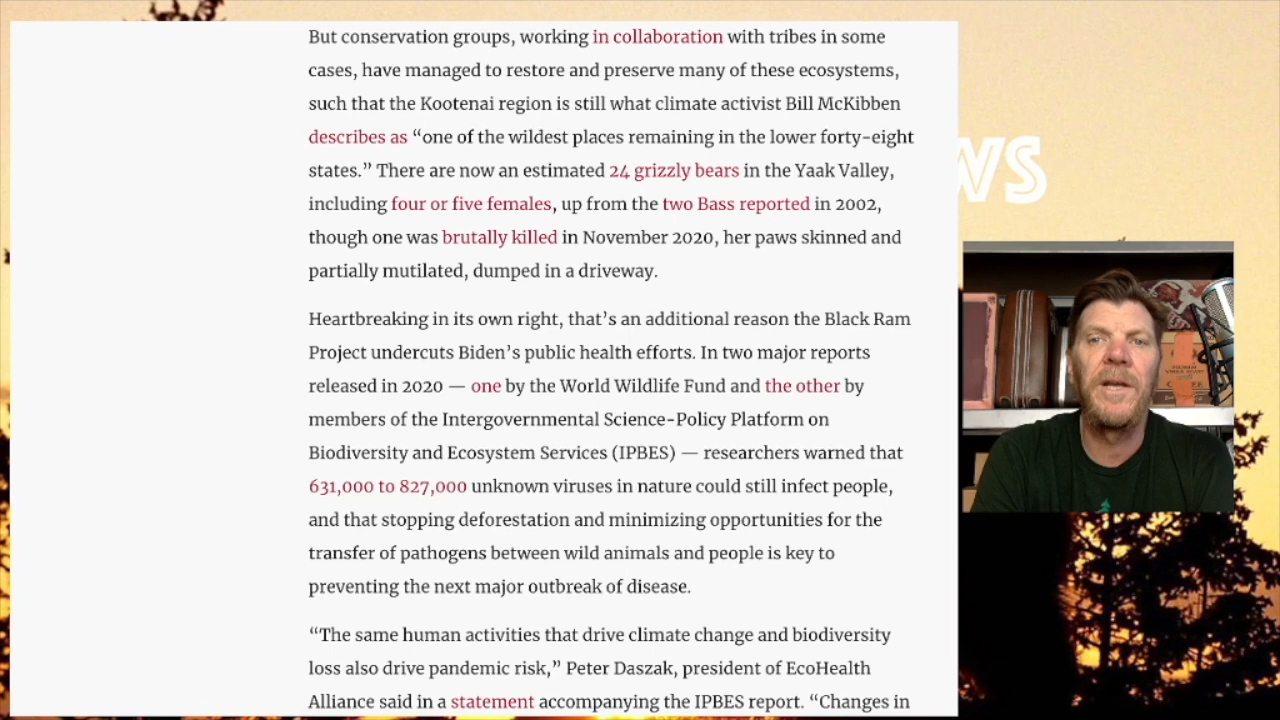 But conservation groups, working in collaboration with tribes in some
cases, have managed to restore and preserve many of these ecosystems,
such that the Kootenai region is still what climate activist Bill McKibben
describes as “one of the wildest places remaining in the lower forty-eight
states.” There are now an estimated 24 grizzly bears in the Yaak Valley,
including four or five females, up from the two Bass reported in 2002,
though one was brutally killed in November 2020, her paws skinned and
partially mutilated, dumped in a driveway.
Heartbreaking in its own right, that’s an additional reason the Black Ram
Project undercuts Biden’s public health efforts. In two major reports
released in 2020 — one by the World Wildlife Fund and the other by
members of the Intergovernmental Science-Policy Platform on
Biodiversity and Ecosystem Services (IPBES) — researchers warned that
631,000 to 827,000 unknown viruses in nature could still infect people,
and that stopping deforestation and minimizing opportunities for the
transfer of pathogens between wild animals and people is key to
preventing the next major outbreak of disease.
“The same human activities that drive climate change and biodiversity
loss also drive pandemic risk,” Peter Daszak, president of EcoHealth
Alliance said in a statement accompanying the IPBES report. “Changes in